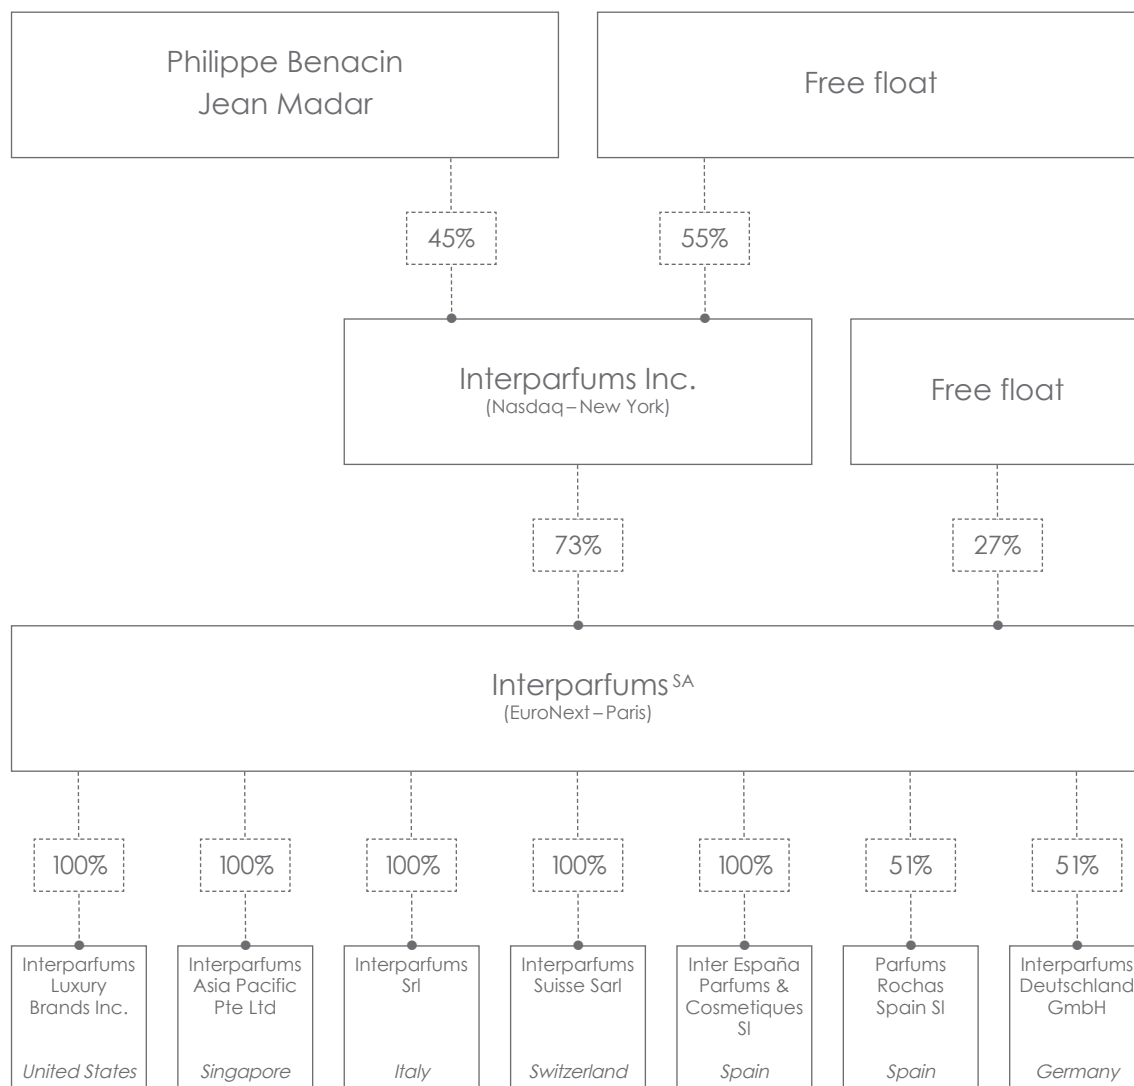 Philippe Benacin
Jean Madar
Free float
45%
55%
Interparfums Inc.
(Nasdaq – New York)
Free float
73%
27%
Interparfums SA
(EuroNext – Paris)
100%
100%
100%
100%
100%
51%
51%
Interparfums
Luxury
Brands Inc.
United States
Interparfums
Asia Pacific
Pte Ltd
Singapore
Interparfums
Srl
Italy
Interparfums
Suisse Sarl
Switzerland
Inter España
Parfums &
Cosmetiques
Sl
Spain
Parfums
Rochas
Spain Sl
Spain
Interparfums
Deutschland
GmbH
Germany